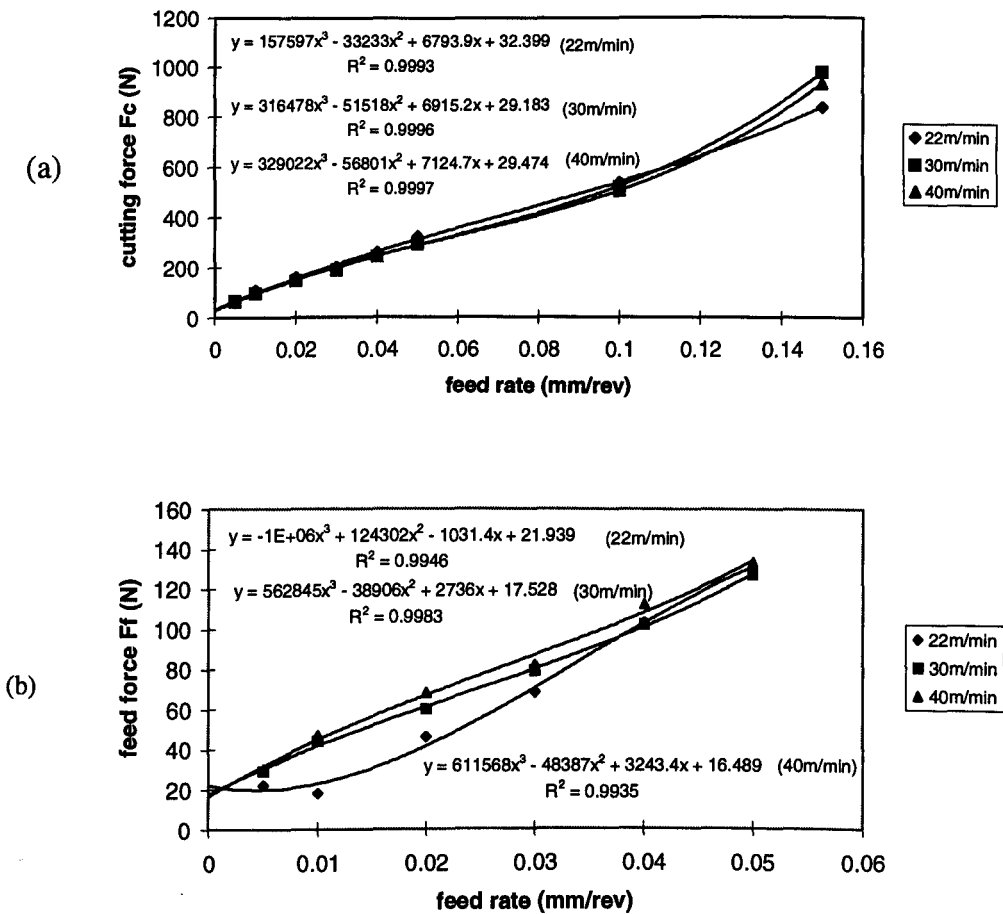 (a)
cutting force Fc (N)
1200
1000
800
600
400
200
0
y = 157597x³ - 33233x² + 6793.9x + 32.399 (22m/min)
R² = 0.9993
y = 316478x³ - 51518x² + 6915.2x + 29.183 (30m/min)
R² = 0.9996
y = 329022x³ - 56801x² + 7124.7x + 29.474 (40m/min)
R² = 0.9997
22m/min
30m/min
40m/min
0 0.02 0.04 0.06 0.08 0.1 0.12 0.14 0.16
feed rate (mm/rev)
(b)
feed force Ff (N)
160
140
120
100
80
60
40
20
0
y = -1E+06x³ + 124302x² - 1031.4x + 21.939 (22m/min)
R² = 0.9946
y = 562845x³ - 38906x² + 2736x + 17.528 (30m/min)
R² = 0.9983
y = 611568x³ - 48387x² + 3243.4x + 16.489 (40m/min)
R² = 0.9935
22m/min
30m/min
40m/min
0 0.01 0.02 0.03 0.04 0.05 0.06
feed rate (mm/rev)